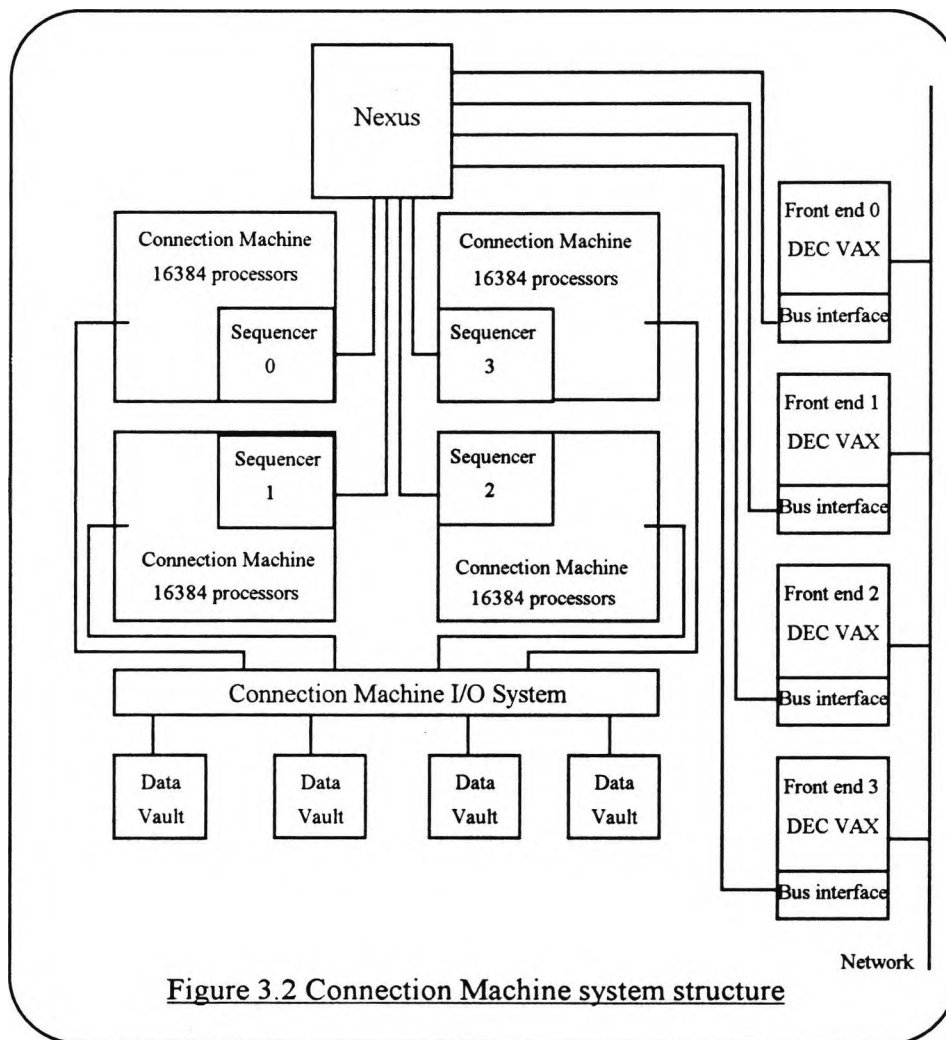 Nexus
Connection Machine
16384 processors
Sequencer
0
Connection Machine
16384 processors
Sequencer
3
Sequencer
1
Connection Machine
16384 processors
Sequencer
2
Connection Machine
16384 processors
Connection Machine I/O System
Data
Vault
Data
Vault
Data
Vault
Data
Vault
Front end 0
DEC VAX
Bus interface
Front end 1
DEC VAX
Bus interface
Front end 2
DEC VAX
Bus interface
Front end 3
DEC VAX
Bus interface
Network
Figure 3.2 Connection Machine system structure